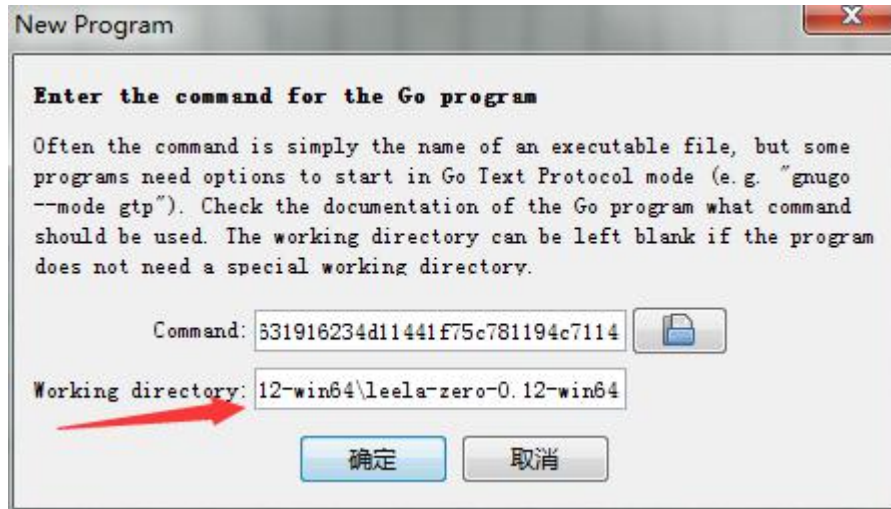 New Program
Enter the command for the Go program
Often the command is simply the name of an executable file, but some
programs need options to start in Go Text Protocol mode (e.g. "gnugo
--mode gtp"). Check the documentation of the Go program what command
should be used. The working directory can be left blank if the program
does not need a special working directory.
Command: 631916234d11441f75c781194c7114
Working directory: 12-win64\leela-zero-0.12-win64
确定 取消